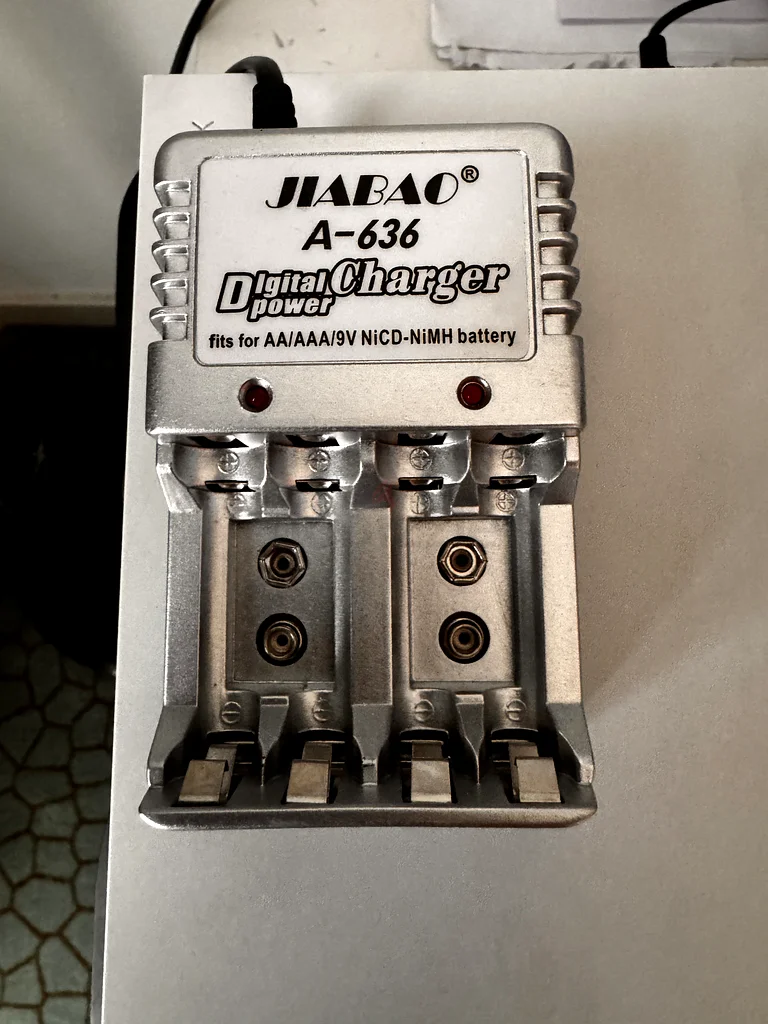 JIABAO®
A-636
DIgital power Charger
fits for AA/AAA/9V NiCD-NiMH battery